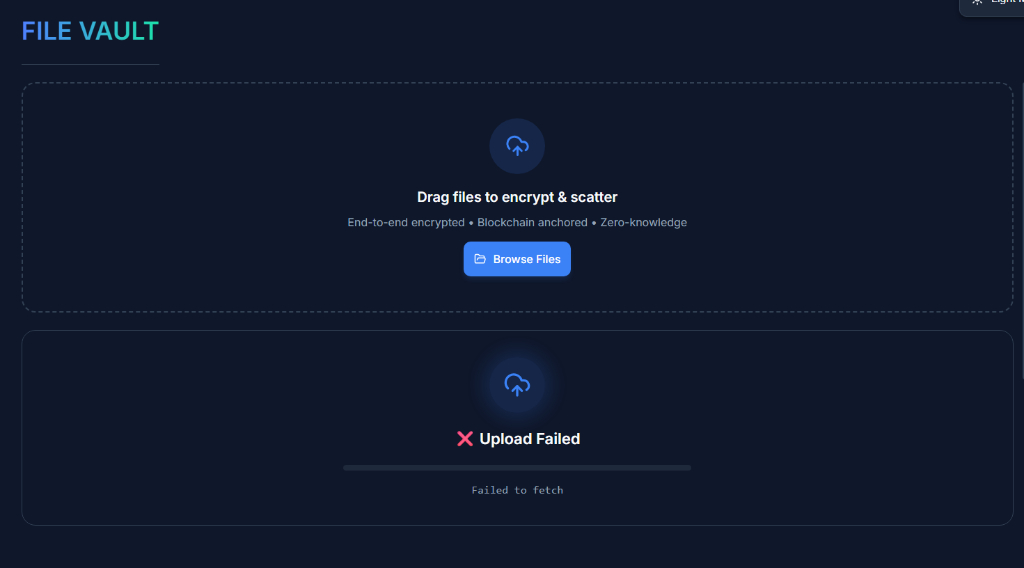 FILE VAULT
Drag files to encrypt & scatter
End-to-end encrypted • Blockchain anchored • Zero-knowledge
Browse Files
❌ Upload Failed
Failed to fetch